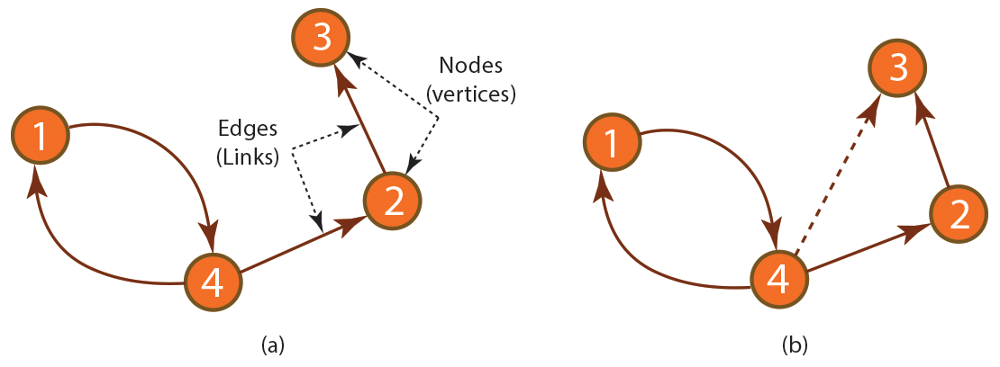 3
Nodes
(vertices)
1
Edges
(Links)
2
4
(a)
3
1
2
4
(b)